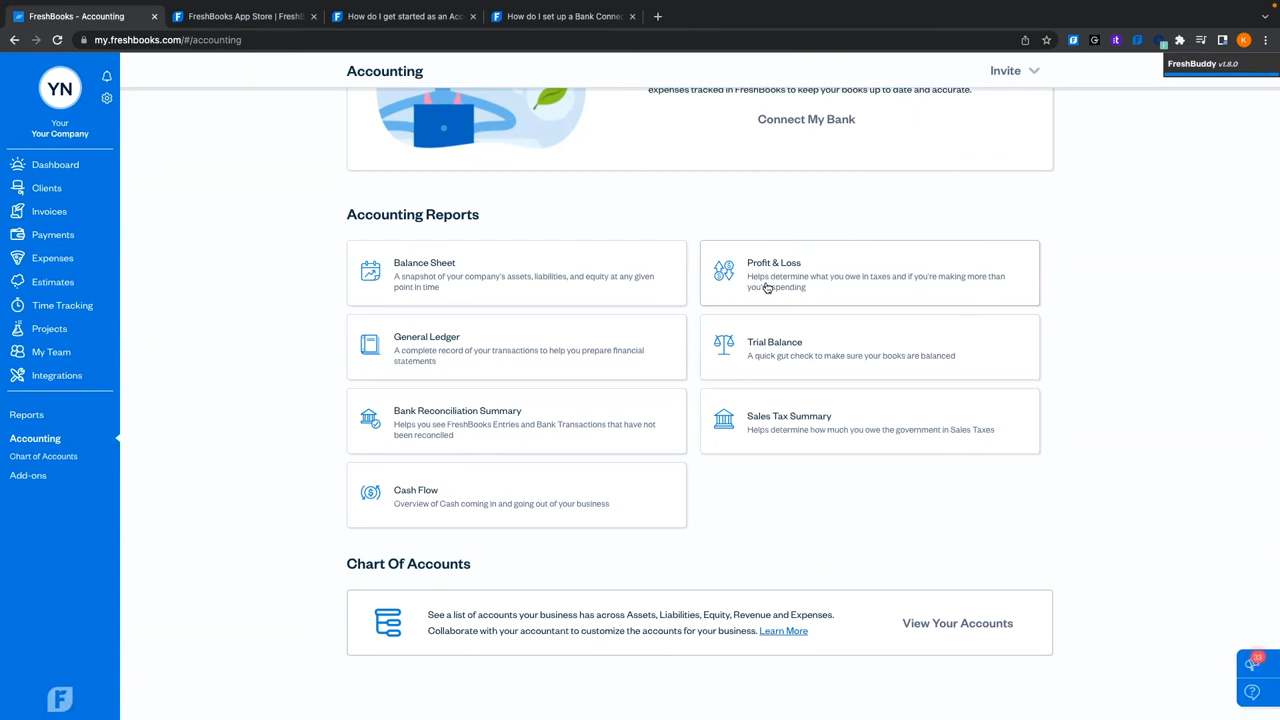 FreshBooks - Accounting
FreshBooks App Store | FreshB
How do I get started as an Acc
How do I set up a Bank Connec
my.freshbooks.com/#/accounting
FreshBuddy v1.8.0
YN
Your
Your Company
Dashboard
Clients
Invoices
Payments
Expenses
Estimates
Time Tracking
Projects
My Team
Integrations
Reports
Accounting
Chart of Accounts
Add-ons
Accounting
Invite
expenses tracked in FreshBooks to keep your books up to date and accurate.
Connect My Bank
Accounting Reports
Balance Sheet
A snapshot of your company's assets, liabilities, and equity at any given
point in time
Profit & Loss
Helps determine what you owe in taxes and if you're making more than
spending
General Ledger
A complete record of your transactions to help you prepare financial
statements
Trial Balance
A quick gut check to make sure your books are balanced
Bank Reconciliation Summary
Helps you see FreshBooks Entries and Bank Transactions that have not
been reconciled
Sales Tax Summary
Helps determine how much you owe the government in Sales Taxes
Cash Flow
Overview of Cash coming in and going out of your business
Chart Of Accounts
See a list of accounts your business has across Assets, Liabilities, Equity, Revenue and Expenses.
Collaborate with your accountant to customize the accounts for your business. Learn More
View Your Accounts
33